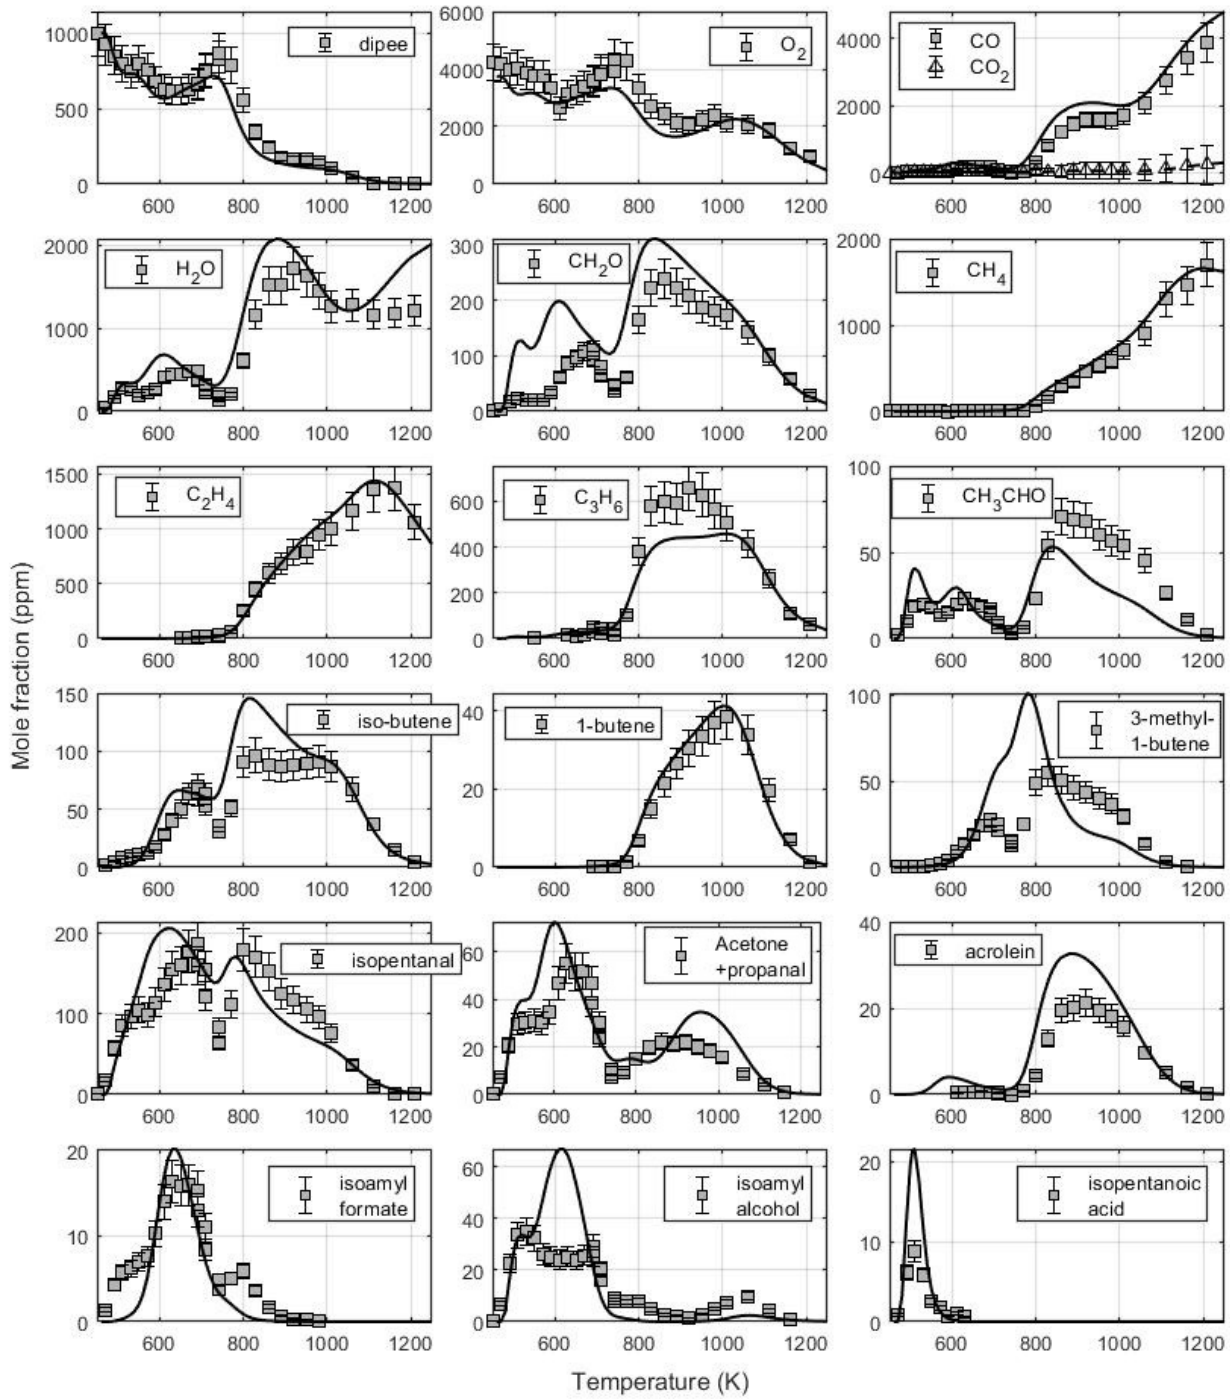 dipee
1000
500
0
600 800 1000 1200
O2
6000
4000
2000
0
600 800 1000 1200
CO
CO2
4000
2000
0
600 800 1000 1200
H2O
2000
1000
0
600 800 1000 1200
CH2O
300
200
100
0
600 800 1000 1200
CH4
2000
1000
0
600 800 1000 1200
C2H4
1500
1000
500
0
600 800 1000 1200
C3H6
600
400
200
0
600 800 1000 1200
CH3CHO
100
50
0
600 800 1000 1200
Mole fraction (ppm)
iso-butene
150
100
50
0
600 800 1000 1200
1-butene
40
20
0
600 800 1000 1200
3-methyl-
1-butene
100
50
0
600 800 1000 1200
isopentanal
200
100
0
600 800 1000 1200
Acetone
+propanal
60
40
20
0
600 800 1000 1200
acrolein
40
20
0
600 800 1000 1200
isoamyl
formate
20
10
0
600 800 1000 1200
isoamyl
alcohol
60
40
20
0
600 800 1000 1200
isopentanoic
acid
20
10
0
600 800 1000 1200
Temperature (K)